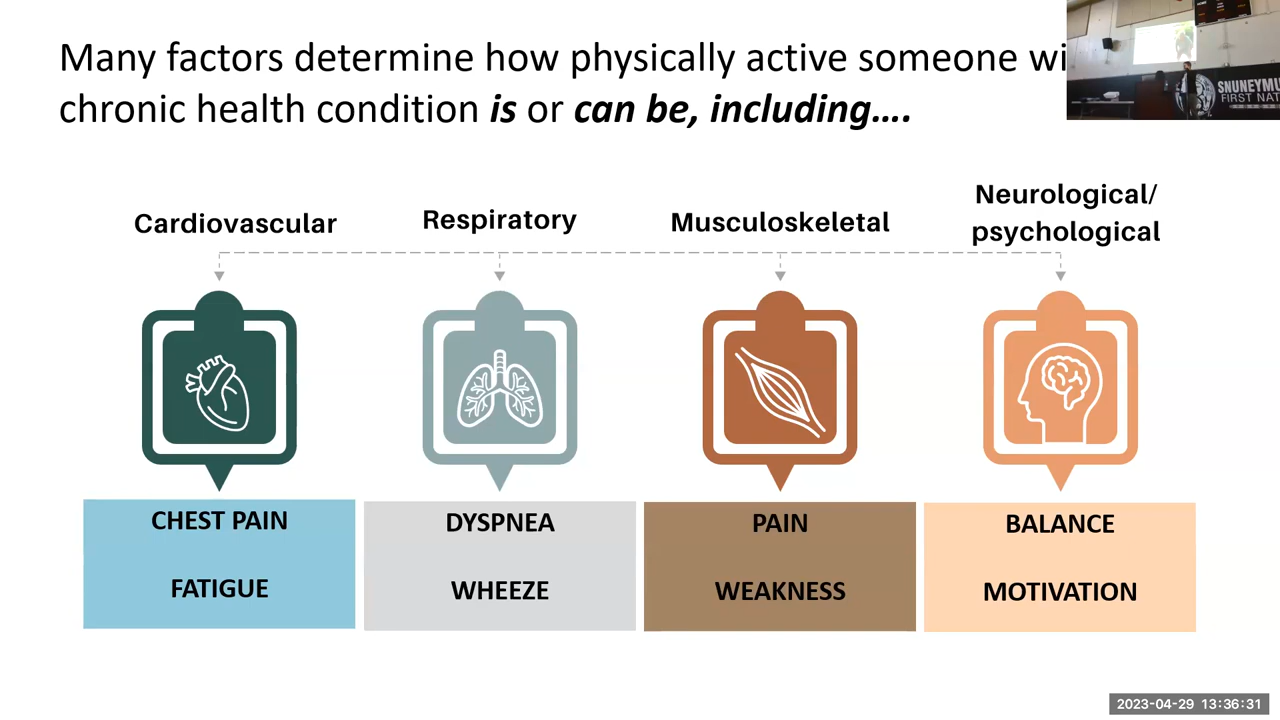 Many factors determine how physically active someone wi
chronic health condition is or can be, including....
SNUNEYMU
FIRST NAT
Cardiovascular
Respiratory
Musculoskeletal
Neurological/
psychological
CHEST PAIN
FATIGUE
DYSPNEA
WHEEZE
PAIN
WEAKNESS
BALANCE
MOTIVATION
2023-04-29 13:36:31